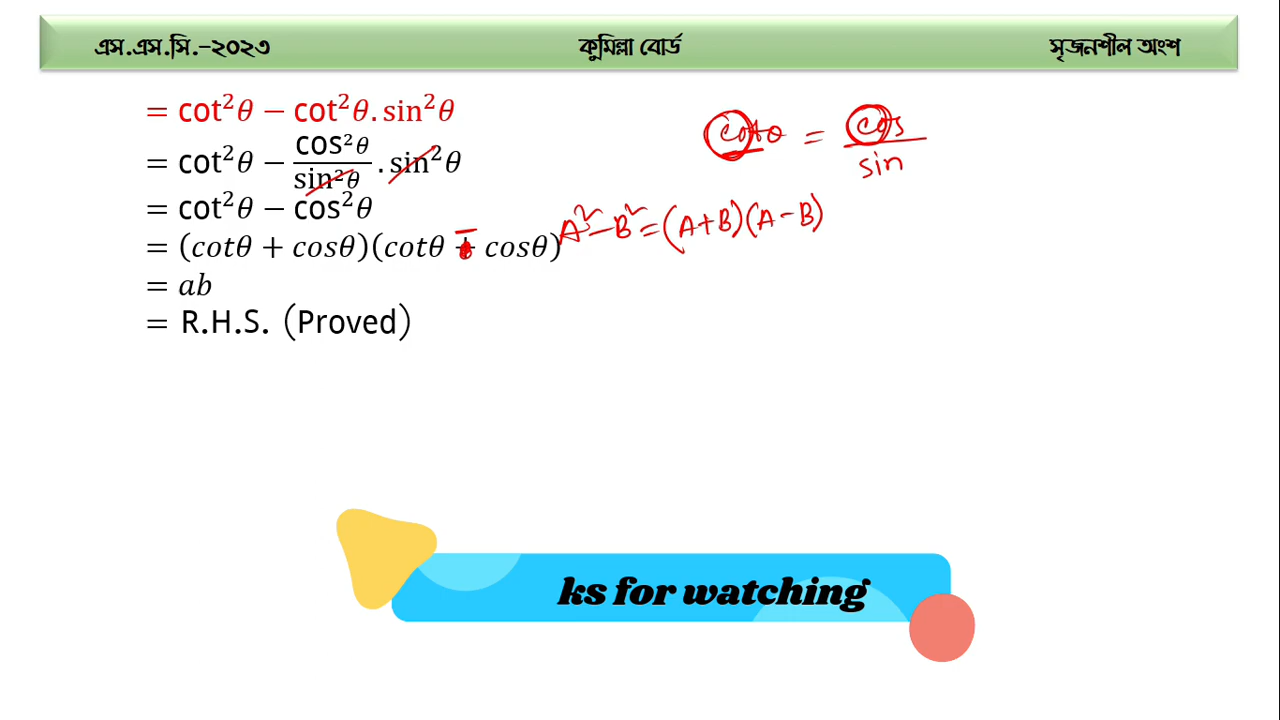 এস.এস.সি.-২০২৩ কুমিল্লা বোর্ড সৃজনশীল অংশ
= cot²θ − cot²θ. sin²θ
= cot²θ − cos²θ/sin²θ . sin²θ
cotθ = cos/sin
= cot²θ − cos²θ
= (cotθ + cosθ)(cotθ − cosθ)
A²−B²=(A+B)(A−B)
= ab
= R.H.S. (Proved)
ks for watching